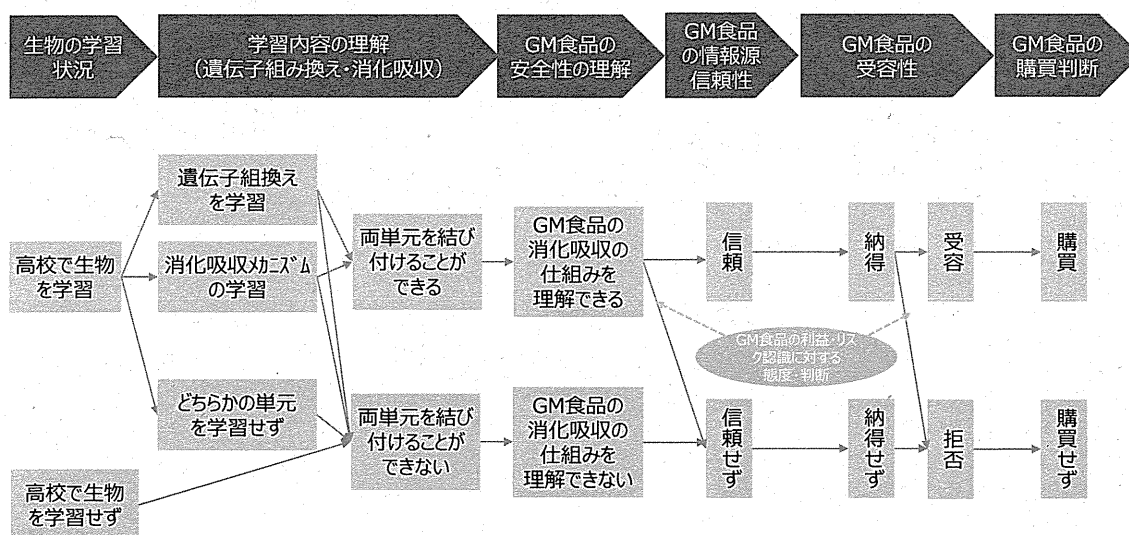 生物の学習
状況
学習内容の理解
（遺伝子組み換え・消化吸収）
GM食品の
安全性の理解
GM食品
の情報源
信頼性
GM食品の
受容性
GM食品の
購買判断
遺伝子組換え
を学習
高校で生物
を学習
消化吸収ﾒｶﾆｽﾞﾑ
の学習
両単元を結び
付けることが
できる
GM食品の
消化吸収の
仕組みを
理解できる
信頼
納得
受容
購買
GM食品の利益・リス
ク認識に対する
態度・判断
どちらかの単元
を学習せず
両単元を結び
付けることが
できない
GM食品の
消化吸収の
仕組みを
理解できない
信頼せず
納得せず
拒否
購買せず
高校で生物
を学習せず